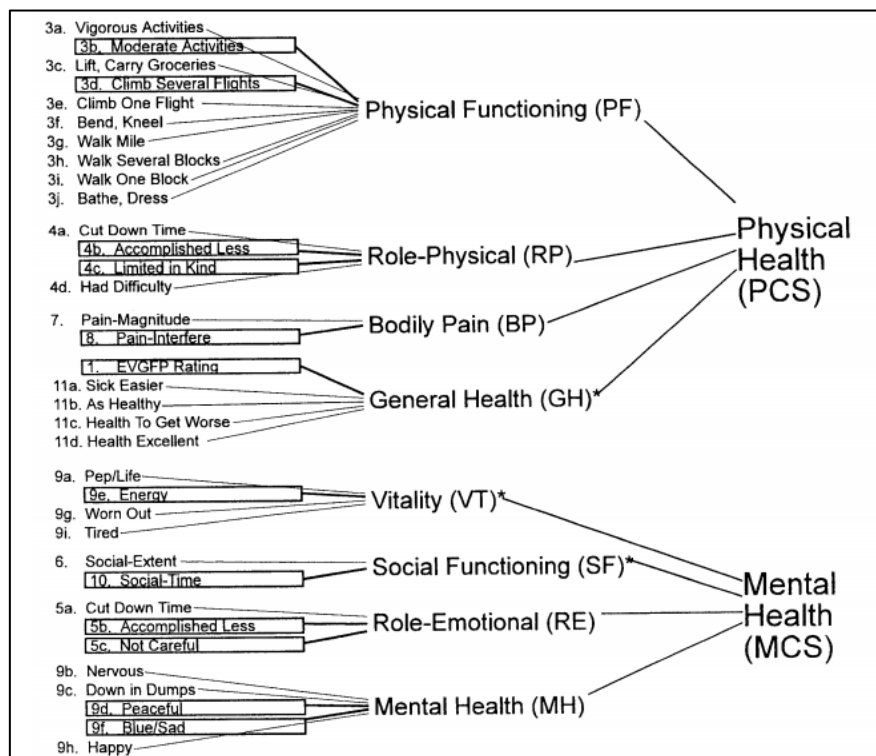 3a. Vigorous Activities
3b. Moderate Activities
3c. Lift, Carry Groceries
3d. Climb Several Flights
3e. Climb One Flight
3f. Bend, Kneel
3g. Walk Mile
3h. Walk Several Blocks
3i. Walk One Block
3j. Bathe, Dress
Physical Functioning (PF)
4a. Cut Down Time
4b. Accomplished Less
4c. Limited in Kind
4d. Had Difficulty
Role-Physical (RP)
7. Pain-Magnitude
8. Pain-Interfere
Bodily Pain (BP)
1. EVGFP Rating
11a. Sick Easier
11b. As Healthy
11c. Health To Get Worse
11d. Health Excellent
General Health (GH)*
Physical
Health
(PCS)
9a. Pep/Life
9e. Energy
9g. Worn Out
9i. Tired
Vitality (VT)*
6. Social-Extent
10. Social-Time
Social Functioning (SF)*
5a. Cut Down Time
5b. Accomplished Less
5c. Not Careful
Role-Emotional (RE)
9b. Nervous
9c. Down in Dumps
9d. Peaceful
9f. Blue/Sad
9h. Happy
Mental Health (MH)
Mental
Health
(MCS)